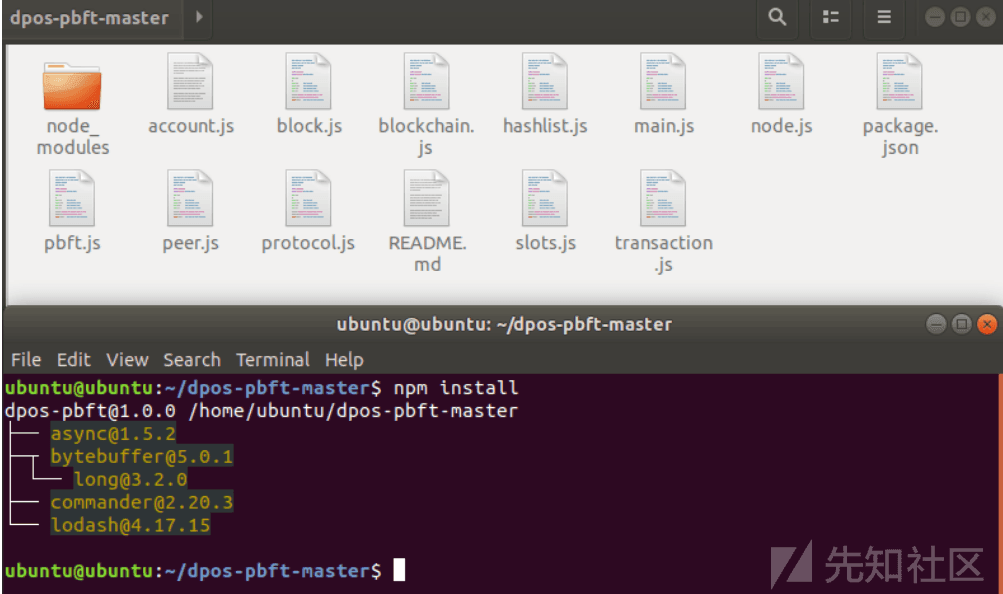 dpos-pbft-master
node_
modules
account.js
block.js
blockchain.
js
hashlist.js
main.js
node.js
package.
json
pbft.js
peer.js
protocol.js
README.
md
slots.js
transaction
.js
ubuntu@ubuntu: ~/dpos-pbft-master
File Edit View Search Terminal Help
ubuntu@ubuntu:~/dpos-pbft-master$ npm install
dpos-pbft@1.0.0 /home/ubuntu/dpos-pbft-master
├── async@1.5.2
├─┬ bytebuffer@5.0.1
│ └── long@3.2.0
├── commander@2.20.3
└── lodash@4.17.15
ubuntu@ubuntu:~/dpos-pbft-master$
先知社区